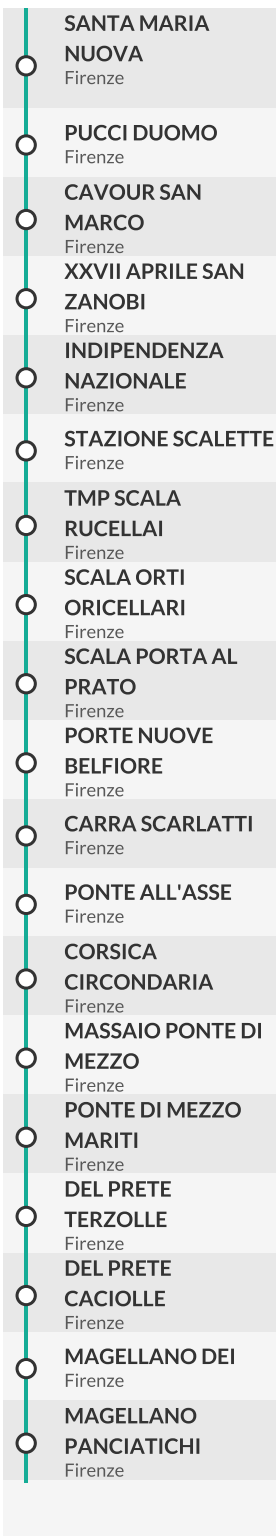 SANTA MARIA
NUOVA
Firenze
PUCCI DUOMO
Firenze
CAVOUR SAN
MARCO
Firenze
XXVII APRILE SAN
ZANOBI
Firenze
INDIPENDENZA
NAZIONALE
Firenze
STAZIONE SCALETTE
Firenze
TMP SCALA
RUCELLAI
Firenze
SCALA ORTI
ORICELLARI
Firenze
SCALA PORTA AL
PRATO
Firenze
PORTE NUOVE
BELFIORE
Firenze
CARRA SCARLATTI
Firenze
PONTE ALL'ASSE
Firenze
CORSICA
CIRCONDARIA
Firenze
MASSAIO PONTE DI
MEZZO
Firenze
PONTE DI MEZZO
MARITI
Firenze
DEL PRETE
TERZOLLE
Firenze
DEL PRETE
CACIOLLE
Firenze
MAGELLANO DEI
Firenze
MAGELLANO
PANCIATICHI
Firenze